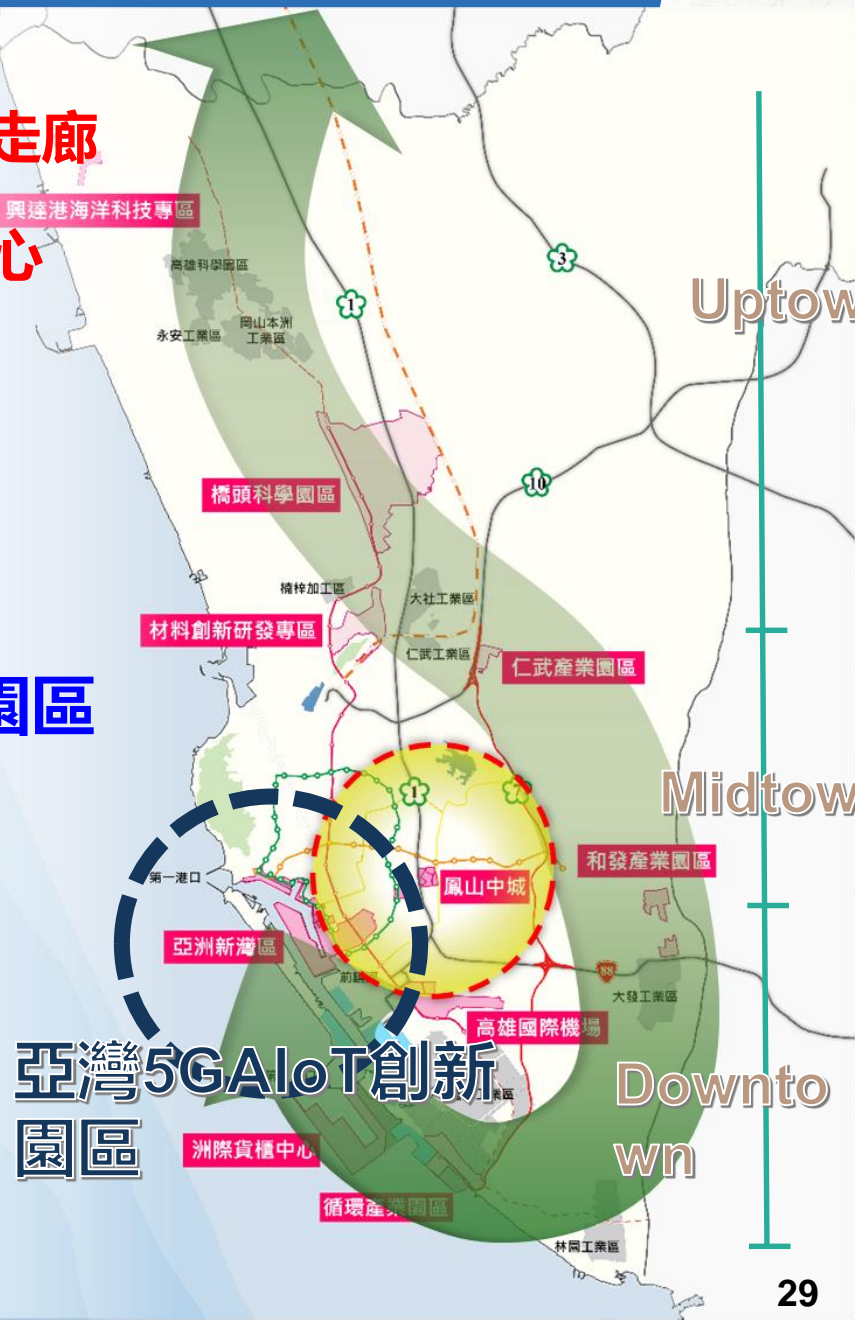 走廊
興達港海洋科技專區
心
高雄科學園區
3
1
Uptow
永安工業區
岡山本洲
工業區
橋頭科學園區
10
楠梓加工區
大社工業區
材料創新研發專區
仁武工業區
仁武產業園區
園區
1
7
Midtow
第一港口
和發產業園區
鳳山中城
亞洲新灣區
88
大發工業區
高雄國際機場
亞灣5GAIoT創新
園區
業區
Downto
wn
洲際貨櫃中心
循環產業園區
林園工業區
29